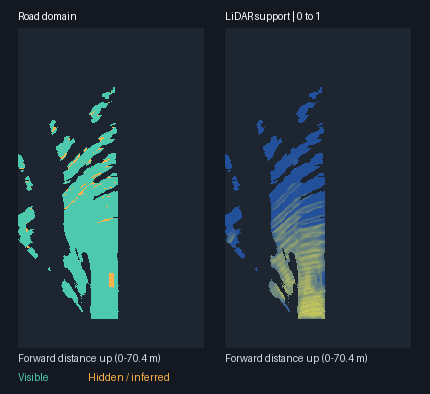 Road domain
LiDAR support | 0 to 1
Forward distance up (0-70.4 m)
Forward distance up (0-70.4 m)
Visible
Hidden / inferred